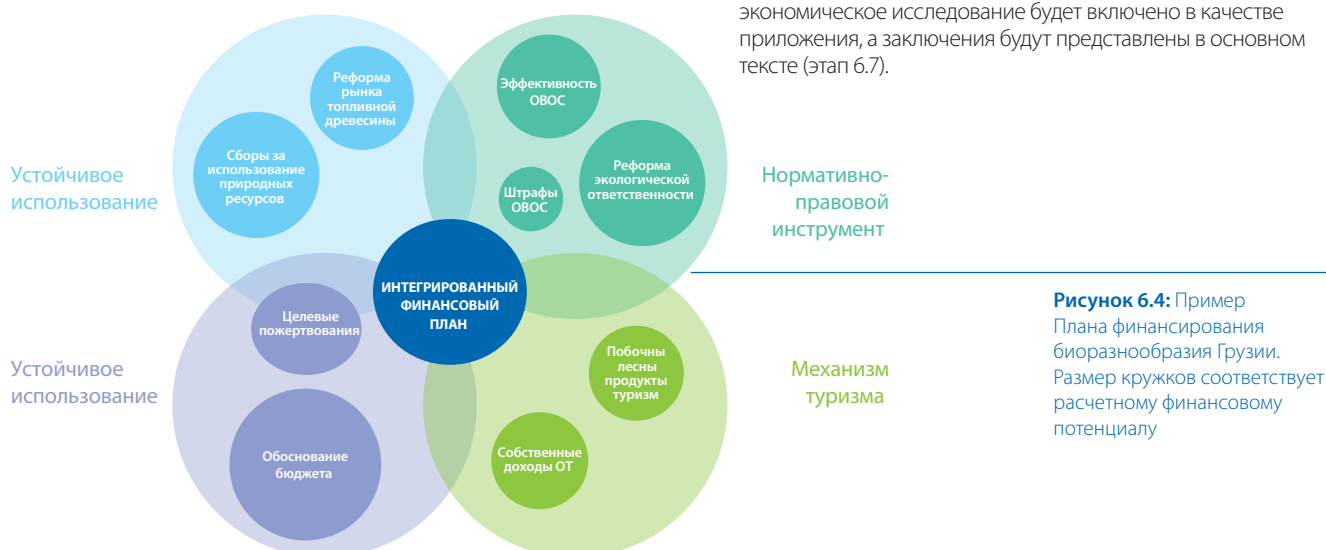 экономическое исследование будет включено в качестве
приложения, а заключения будут представлены в основном
тексте (этап 6.7).
Устойчивое
использование
Реформа
рынка
топливной
древесины
Сборы за
использование
природных
ресурсов
Эффективность
ОВОС
Штрафы
ОВОС
Реформа
экологической
ответственности
Нормативно-
правовой
инструмент
ИНТЕГРИРОВАННЫЙ
ФИНАНСОВЫЙ
ПЛАН
Устойчивое
использование
Целевые
пожертвования
Обоснование
бюджета
Побочны
лесны
продукты
туризм
Собственные
доходы ОТ
Механизм
туризма
Рисунок 6.4: Пример
Плана финансирования
биоразнообразия Грузии.
Размер кружков соответствует
расчетному финансовому
потенциалу